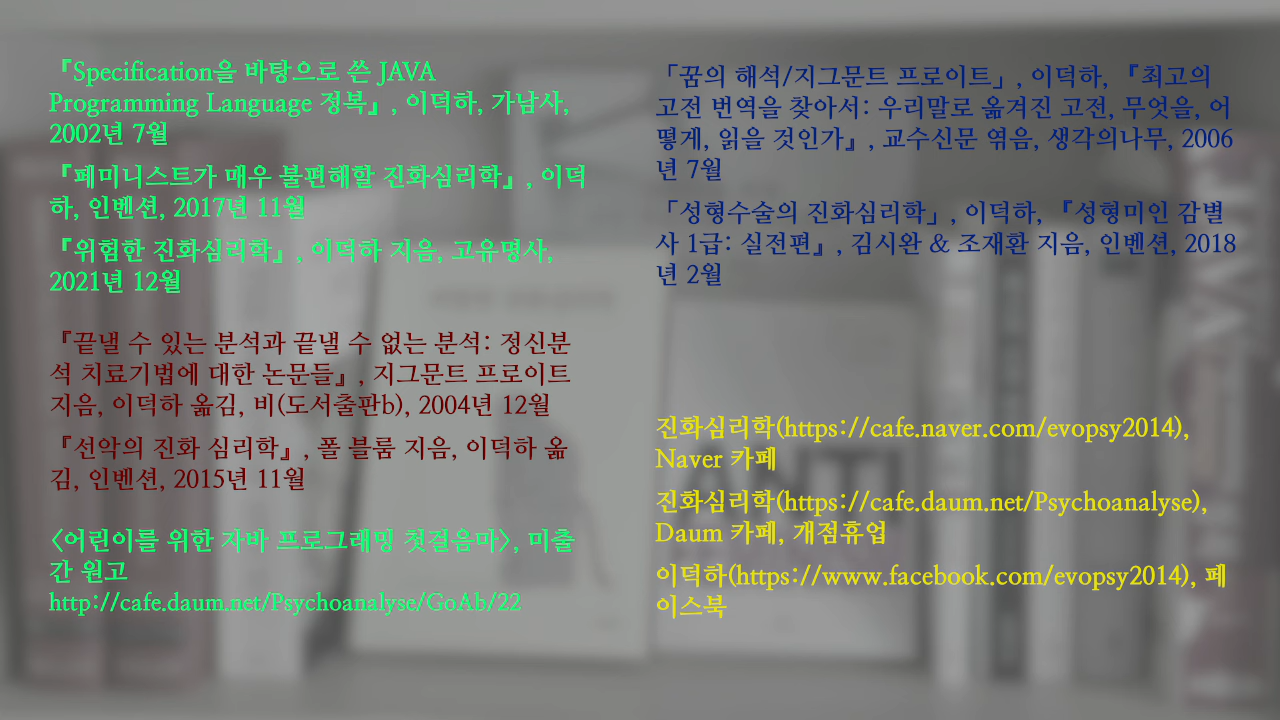 『Specification을 바탕으로 쓴 JAVA
Programming Language 정복』, 이덕하, 가남사,
2002년 7월
『페미니스트가 매우 불편해할 진화심리학』, 이덕
하, 인벤션, 2017년 11월
『위험한 진화심리학』, 이덕하 지음, 고유명사,
2021년 12월
『끝낼 수 있는 분석과 끝낼 수 없는 분석: 정신분
석 치료기법에 대한 논문들』, 지그문트 프로이트
지음, 이덕하 옮김, 비(도서출판b), 2004년 12월
『선악의 진화 심리학』, 폴 블룸 지음, 이덕하 옮
김, 인벤션, 2015년 11월
<어린이를 위한 자바 프로그래밍 첫걸음마>, 미출
간 원고
http://cafe.daum.net/Psychoanalyse/GoAb/22
「꿈의 해석/지그문트 프로이트」, 이덕하, 『최고의
고전 번역을 찾아서: 우리말로 옮겨진 고전, 무엇을, 어
떻게, 읽을 것인가』, 교수신문 엮음, 생각의나무, 2006
년 7월
「성형수술의 진화심리학」, 이덕하, 『성형미인 감별
사 1급: 실전편』, 김시완 & 조재환 지음, 인벤션, 2018
년 2월
진화심리학(https://cafe.naver.com/evopsy2014),
Naver 카페
진화심리학(https://cafe.daum.net/Psychoanalyse),
Daum 카페, 개점휴업
이덕하(https://www.facebook.com/evopsy2014), 페
이스북